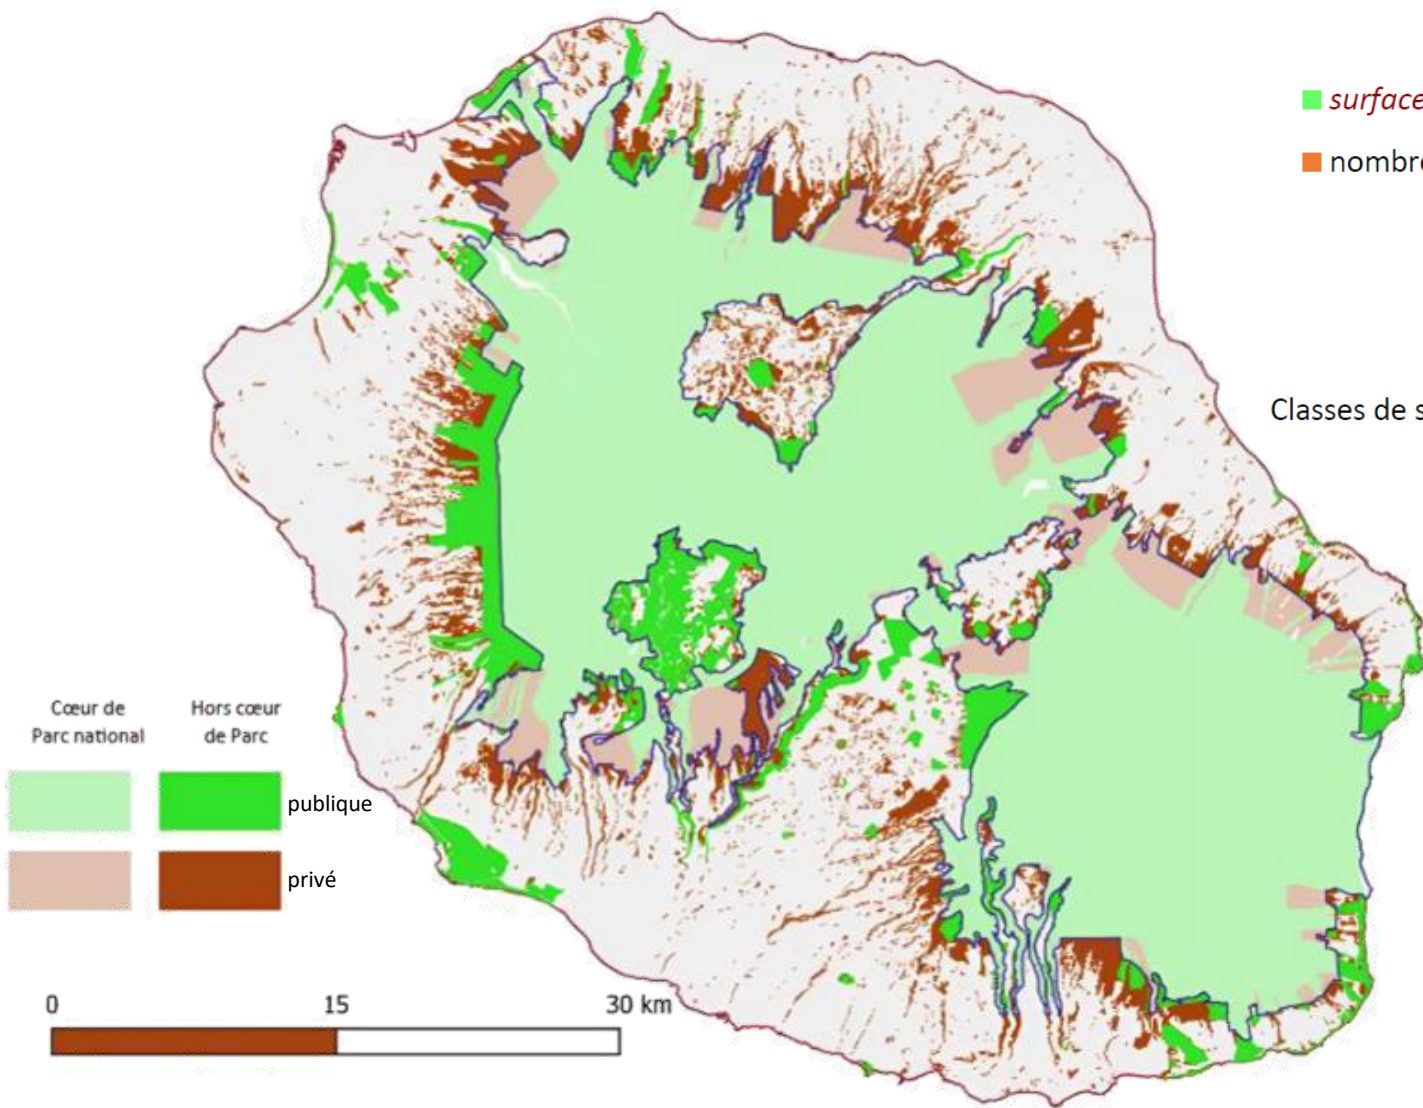 surface
nombre
Classes de s
Cœur de
Parc national
Hors cœur
de Parc
publique
privé
0 15 30 km